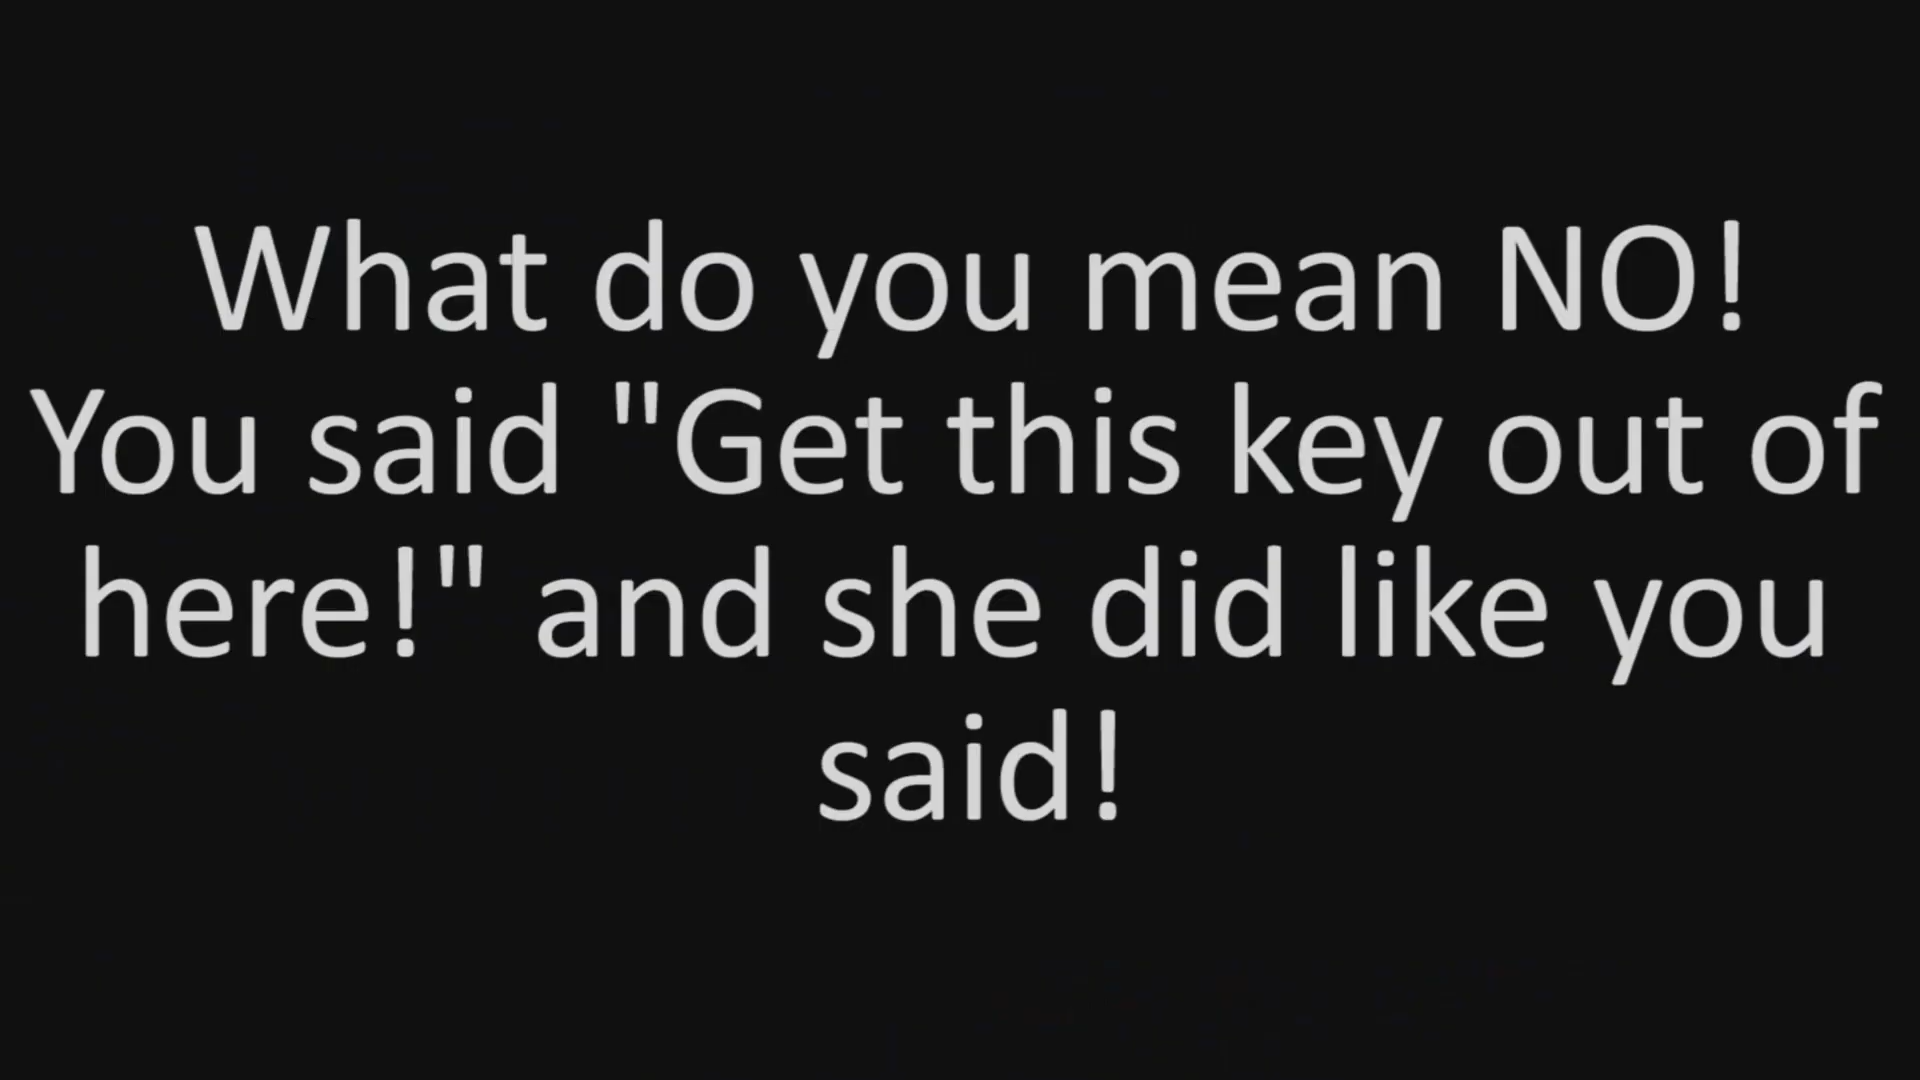 What do you mean NO!
You said "Get this key out of
here!" and she did like you
said!